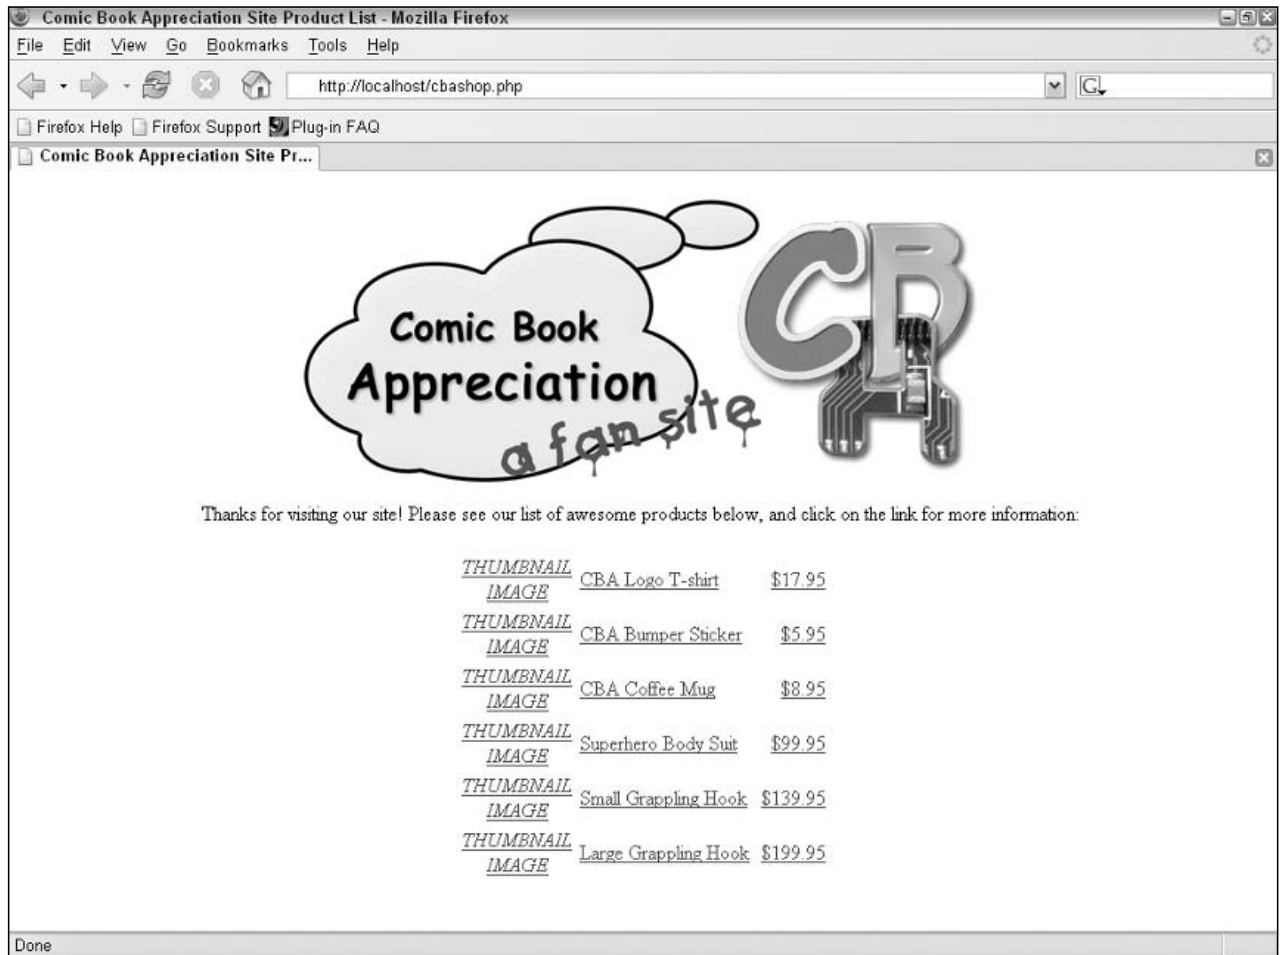 Comic Book Appreciation Site Product List - Mozilla Firefox
File Edit View Go Bookmarks Tools Help
http://localhost/cbashop.php
G
Firefox Help Firefox Support Plug-in FAQ
Comic Book Appreciation Site Pr...
Comic Book
Appreciation
a fan site
CB
A
Thanks for visiting our site! Please see our list of awesome products below, and click on the link for more information:
THUMBNAIL
IMAGE
CBA Logo T-shirt $17.95
THUMBNAIL
IMAGE
CBA Bumper Sticker $5.95
THUMBNAIL
IMAGE
CBA Coffee Mug $8.95
THUMBNAIL
IMAGE
Superhero Body Suit $99.95
THUMBNAIL
IMAGE
Small Grappling Hook $139.95
THUMBNAIL
IMAGE
Large Grappling Hook $199.95
Done